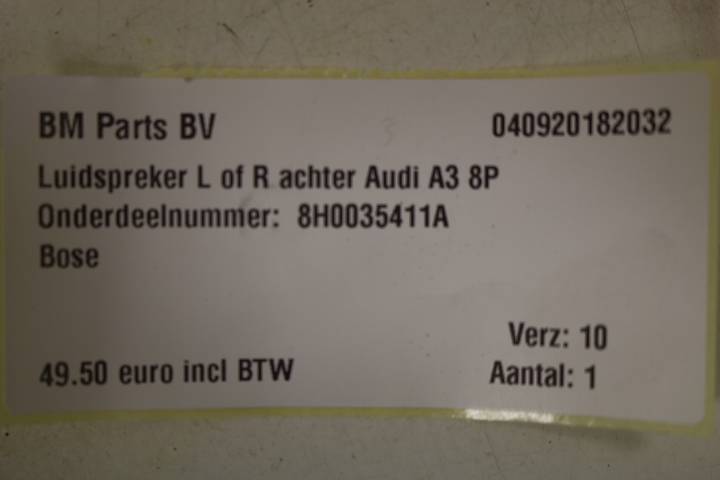 BM Parts BV 040920182032
Luidspreker L of R achter Audi A3 8P
Onderdeelnummer: 8H0035411A
Bose
Verz: 10
49.50 euro incl BTW Aantal: 1